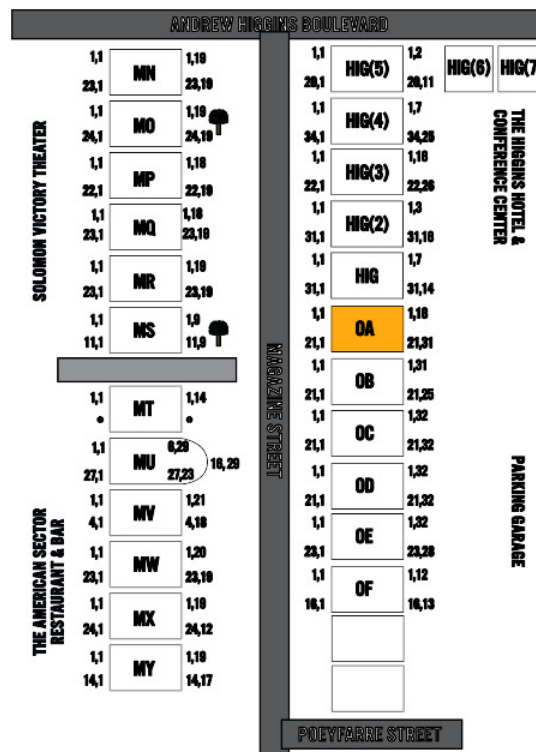 ANDREW HIGGINS BOULEVARD
1,1 MN 1,19
23,1 23,19
1,1 MO 1,19
24,1 24,19
1,1 MP 1,18
22,1 22,19
1,1 MQ 1,18
23,1 23,19
1,1 MR 1,19
23,1 23,19
1,1 MS 1,9
11,1 11,9
1,1 MT 1,14
1,1 MU 6,29
27,1 27,23
16,29
1,1 MV 1,21
4,1 4,18
1,1 MW 1,20
23,1 23,19
1,1 MX 1,19
24,1 24,12
1,1 MY 1,19
14,1 14,17
SOLOMON VICTORY THEATER
THE AMERICAN SECTOR
RESTAURANT & BAR
MAGAZINE STREET
1,1 HIG(5) 1,2
20,1 20,11
HIG(6)
HIG(7
1,1 HIG(4) 1,7
34,1 34,25
1,1 HIG(3) 1,16
22,1 22,26
1,1 HIG(2) 1,3
31,1 31,16
1,1 HIG 1,7
31,1 31,14
1,1 OA 1,18
21,1 21,31
1,1 OB 1,31
21,1 21,25
1,1 OC 1,32
21,1 21,32
1,1 OD 1,32
21,1 21,32
1,1 OE 1,32
23,1 23,28
1,1 OF 1,12
16,1 16,13
THE HIGGINS HOTEL &
CONFERENCE CENTER
PARKING GARAGE
POEYFARRE STREET